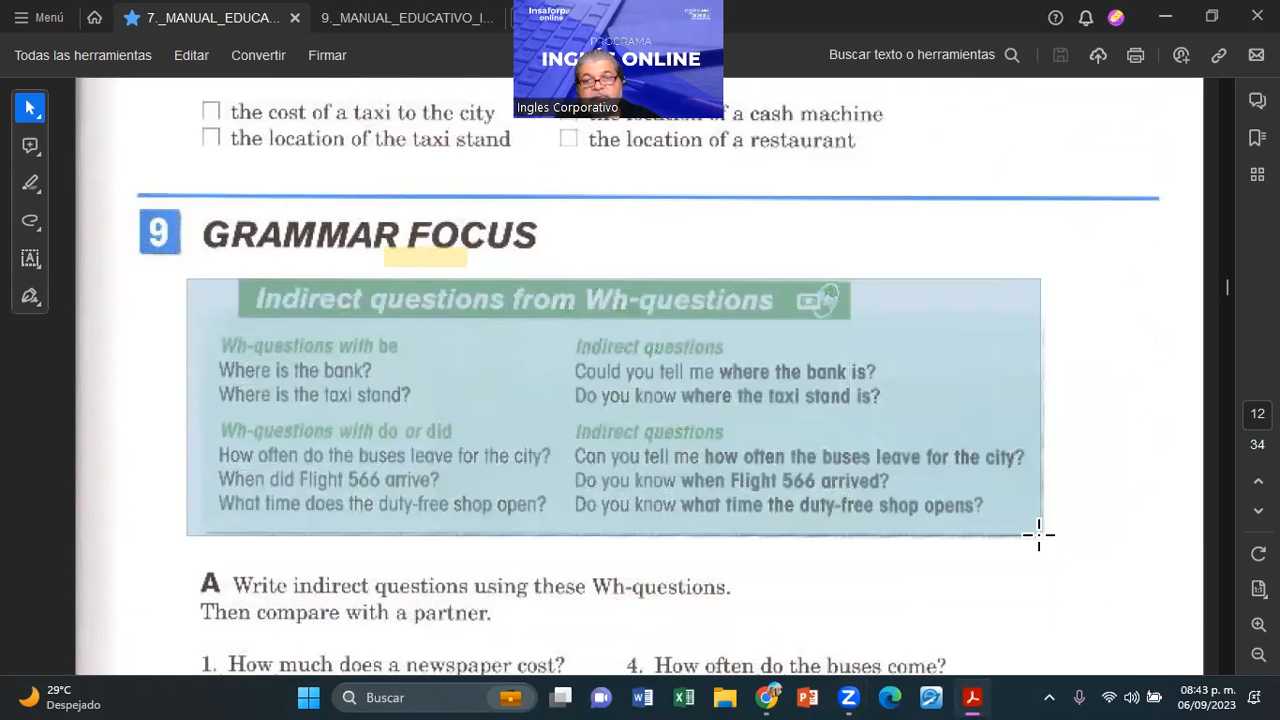 Menú
7._MANUAL_EDUCA...
9._MANUAL_EDUCATIVO_I...
Insaforp
online
PROGRAMA
INGLÉS ONLINE
Ingles Corporativo
Todas las herramientas
Editar
Convertir
Firmar
Buscar texto o herramientas
the cost of a taxi to the city
of a cash machine
the location of the taxi stand
the location of a restaurant
9 GRAMMAR FOCUS
Indirect questions from Wh-questions
Wh-questions with be
Indirect questions
Where is the bank?
Could you tell me where the bank is?
Where is the taxi stand?
Do you know where the taxi stand is?
Wh-questions with do or did
Indirect questions
How often do the buses leave for the city?
Can you tell me how often the buses leave for the city?
When did Flight 566 arrive?
Do you know when Flight 566 arrived?
What time does the duty-free shop open?
Do you know what time the duty-free shop opens?
A Write indirect questions using these Wh-questions.
Then compare with a partner.
1. How much does a newspaper cost?
4. How often do the buses come?
12
34
29°C
Despejado
Buscar
08:43 p. m.
06/09/2023